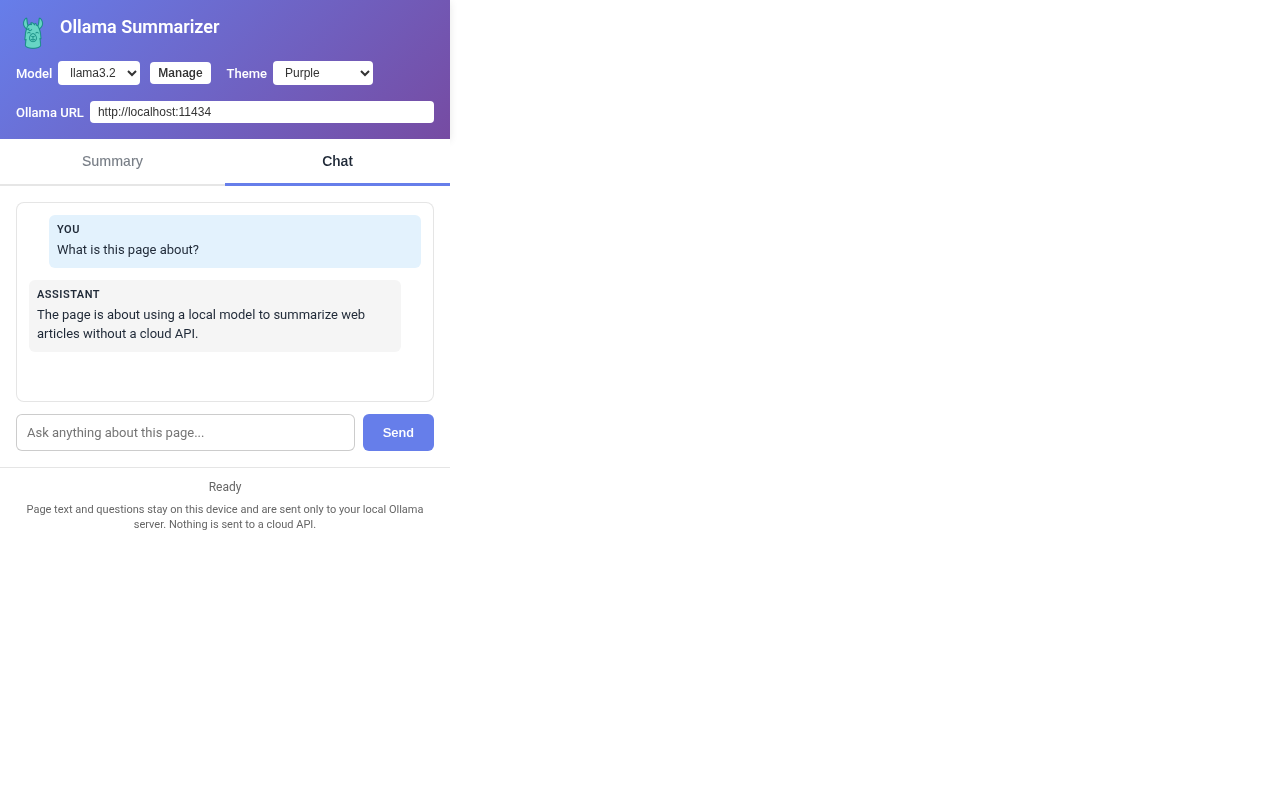 Ollama Summarizer
Model llama3.2 Manage Theme Purple
Ollama URL http://localhost:11434
Summary Chat
YOU
What is this page about?
ASSISTANT
The page is about using a local model to summarize web
articles without a cloud API.
Ask anything about this page... Send
Ready
Page text and questions stay on this device and are sent only to your local Ollama
server. Nothing is sent to a cloud API.